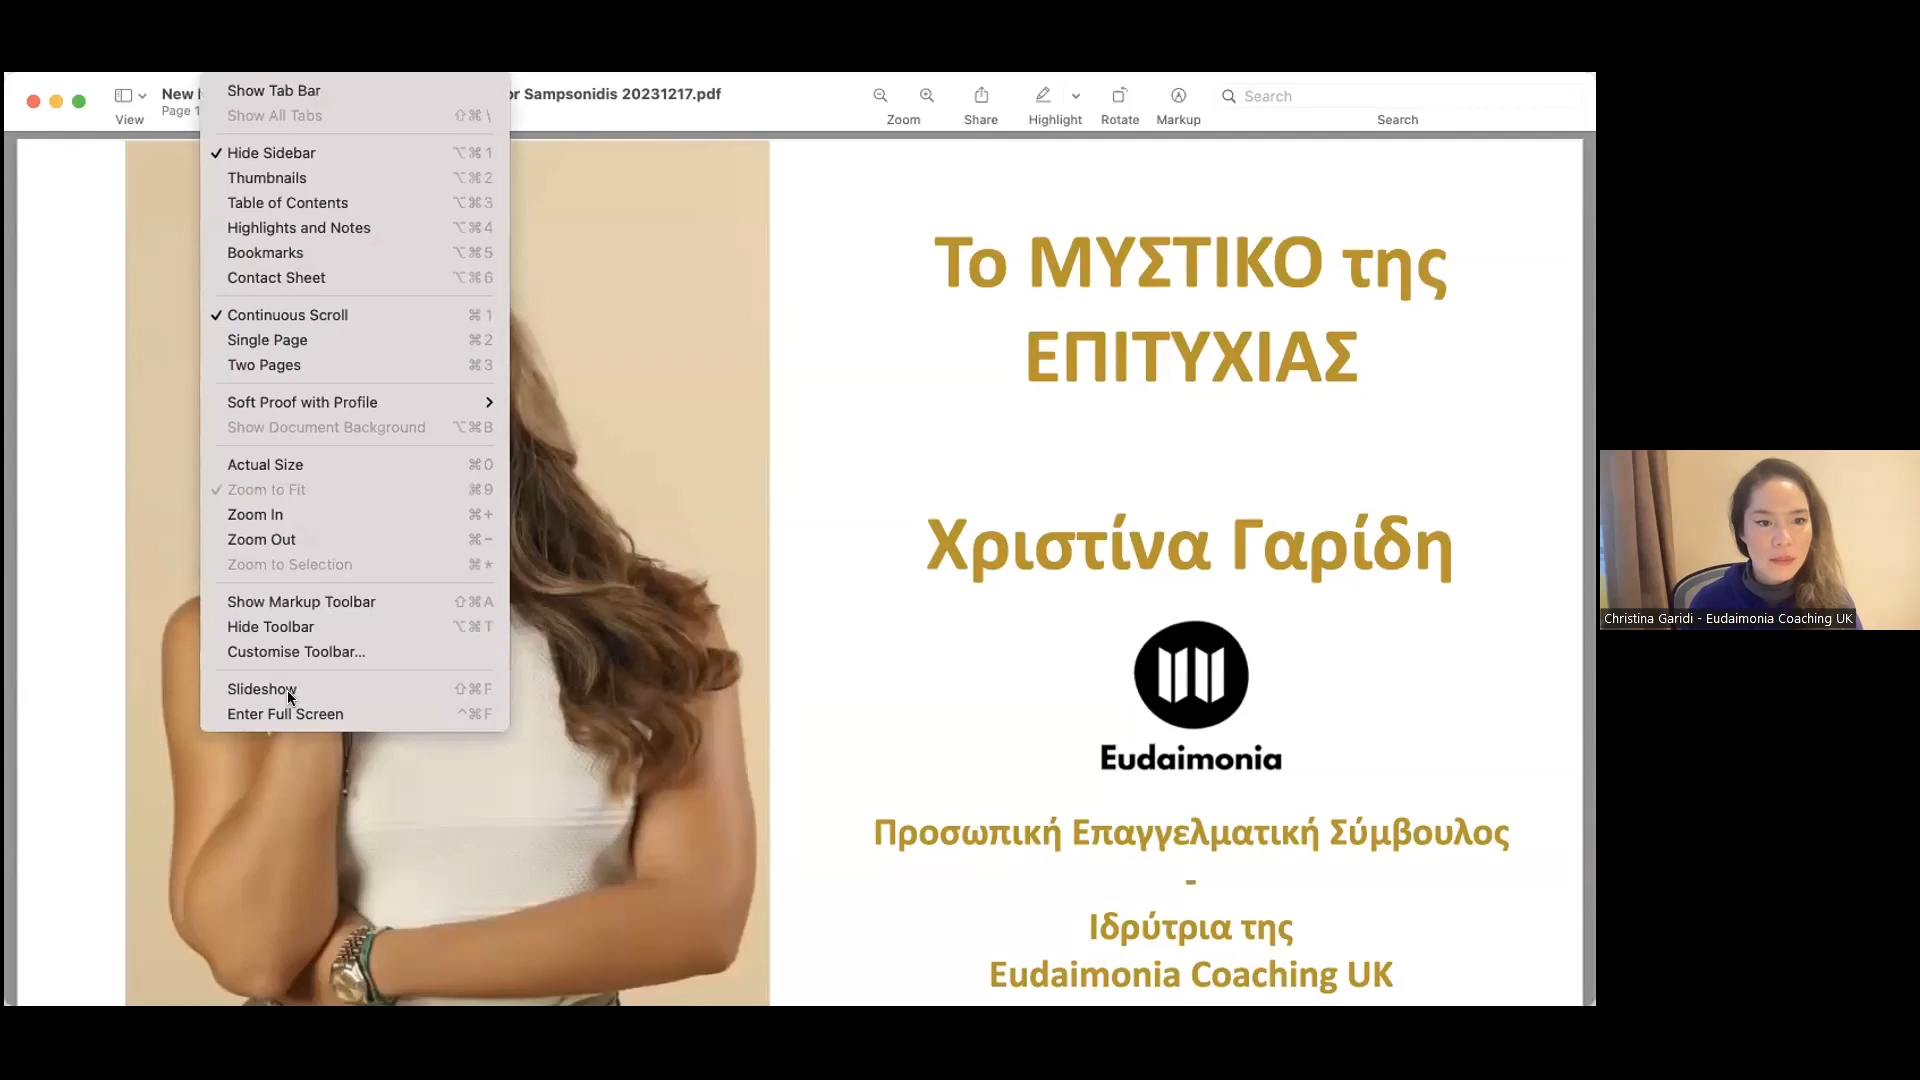 New
or Sampsonidis 20231217.pdf
Page 1
View
Zoom
Share
Highlight
Rotate
Markup
Search
Search
Show Tab Bar
Show All Tabs ⇧⌘\
✓ Hide Sidebar ⌥⌘1
Thumbnails ⌥⌘2
Table of Contents ⌥⌘3
Highlights and Notes ⌥⌘4
Bookmarks ⌥⌘5
Contact Sheet ⌥⌘6
✓ Continuous Scroll ⌘1
Single Page ⌘2
Two Pages ⌘3
Soft Proof with Profile
Show Document Background ⌥⌘B
Actual Size ⌘0
✓ Zoom to Fit ⌘9
Zoom In ⌘+
Zoom Out ⌘−
Zoom to Selection ⌘*
Show Markup Toolbar ⇧⌘A
Hide Toolbar ⌥⌘T
Customise Toolbar...
Slideshow ⇧⌘F
Enter Full Screen ^⌘F
Το ΜΥΣΤΙΚΟ της
ΕΠΙΤΥΧΙΑΣ
Χριστίνα Γαρίδη
Eudaimonia
Προσωπική Επαγγελματική Σύμβουλος
-
Ιδρύτρια της
Eudaimonia Coaching UK
Christina Garidi - Eudaimonia Coaching UK